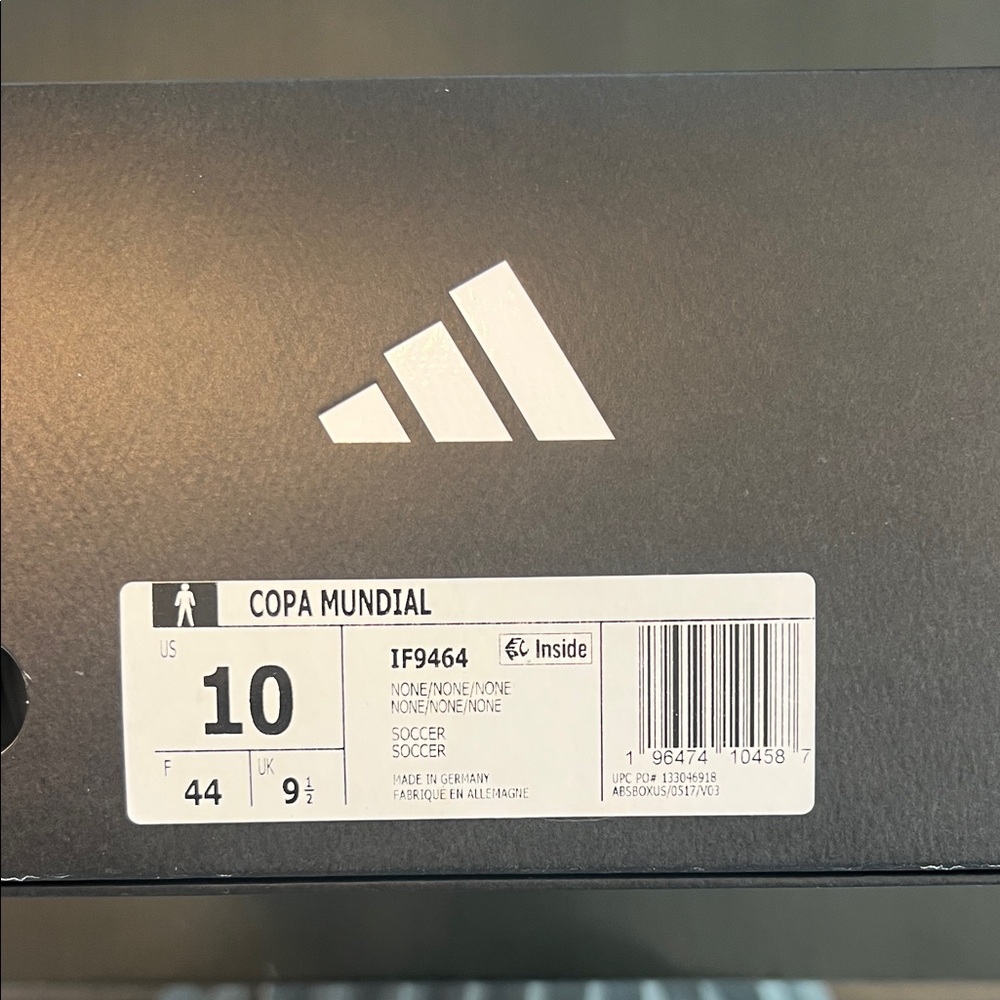 COPA MUNDIAL
US
10
F
44
UK
9 ½
IF9464
Inside
NONE/NONE/NONE
NONE/NONE/NONE
SOCCER
SOCCER
MADE IN GERMANY
FABRIQUÉ EN ALLEMAGNE
1 96474 10458 7
UPC PO# 133046918
ABSBOXUS/0517/V03